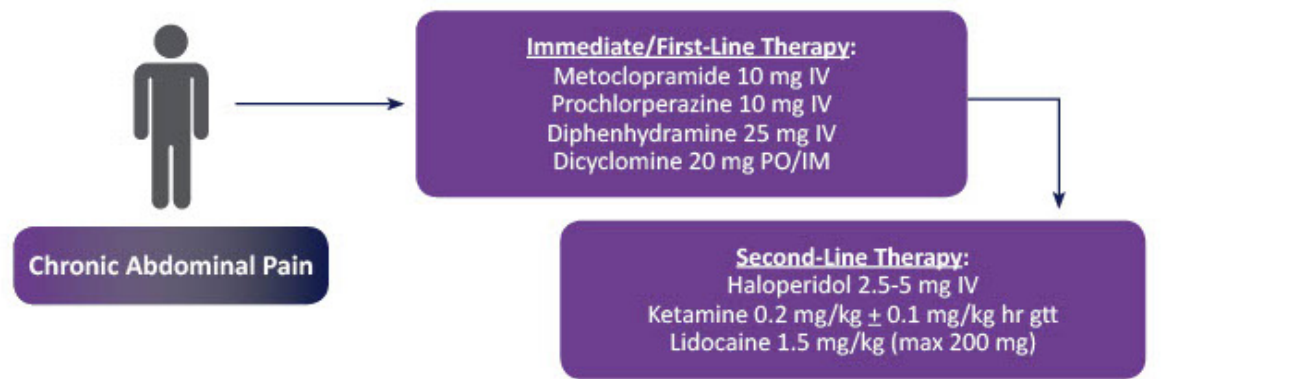 Immediate/First-Line Therapy:
Metoclopramide 10 mg IV
Prochlorperazine 10 mg IV
Diphenhydramine 25 mg IV
Dicyclomine 20 mg PO/IM
Chronic Abdominal Pain
Second-Line Therapy:
Haloperidol 2.5-5 mg IV
Ketamine 0.2 mg/kg ± 0.1 mg/kg hr gtt
Lidocaine 1.5 mg/kg (max 200 mg)